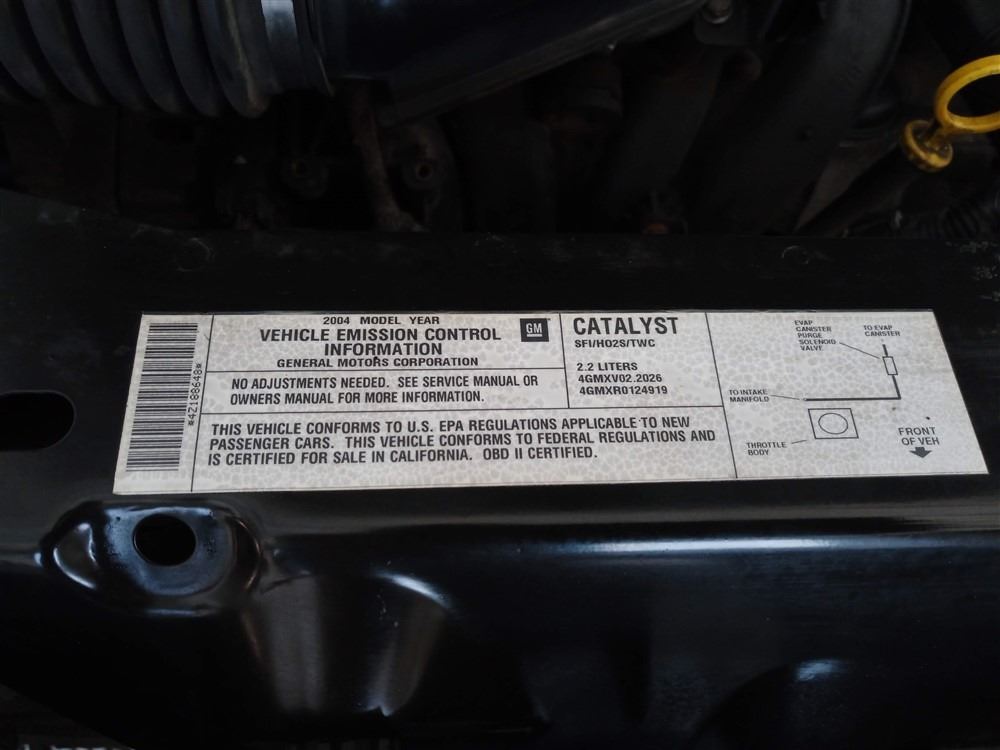 *4Z188648*
2004 MODEL YEAR
VEHICLE EMISSION CONTROL
INFORMATION
GENERAL MOTORS CORPORATION
GM
NO ADJUSTMENTS NEEDED. SEE SERVICE MANUAL OR
OWNERS MANUAL FOR MORE INFORMATION.
CATALYST
SFI/HO2S/TWC
2.2 LITERS
4GMXV02.2026
4GMXR0124919
THIS VEHICLE CONFORMS TO U.S. EPA REGULATIONS APPLICABLE TO NEW
PASSENGER CARS. THIS VEHICLE CONFORMS TO FEDERAL REGULATIONS AND
IS CERTIFIED FOR SALE IN CALIFORNIA. OBD II CERTIFIED.
EVAP
CANISTER
PURGE
SOLENOID
VALVE
TO EVAP
CANISTER
TO INTAKE
MANIFOLD
THROTTLE
BODY
FRONT
OF VEH